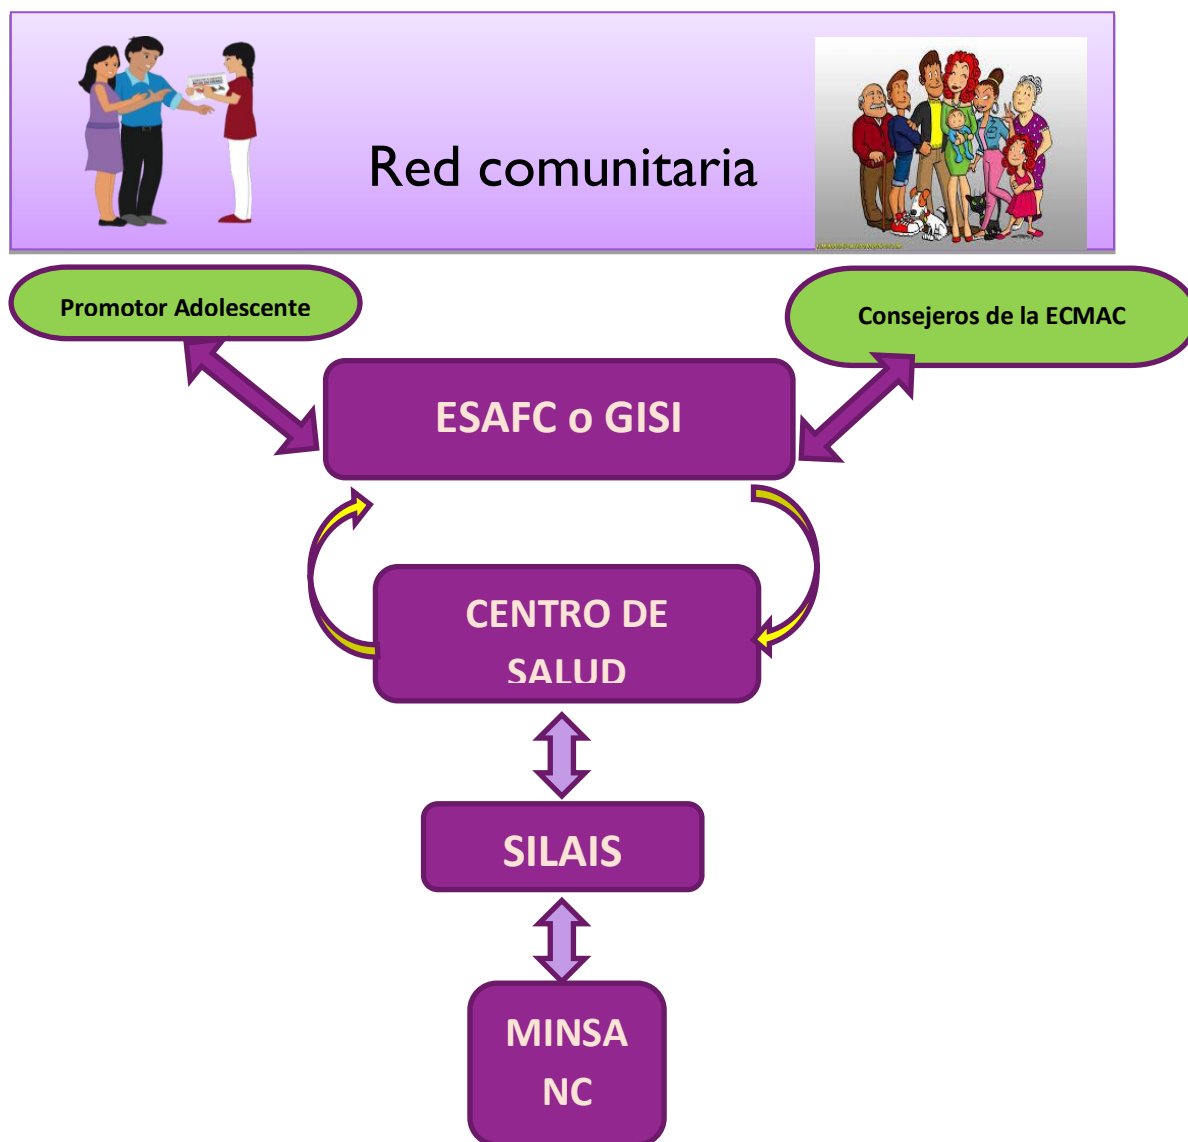 Red comunitaria
Promotor Adolescente
Consejeros de la ECMAC
ESAFC o GISI
CENTRO DE
SALUD
SILAIS
MINSA
NC